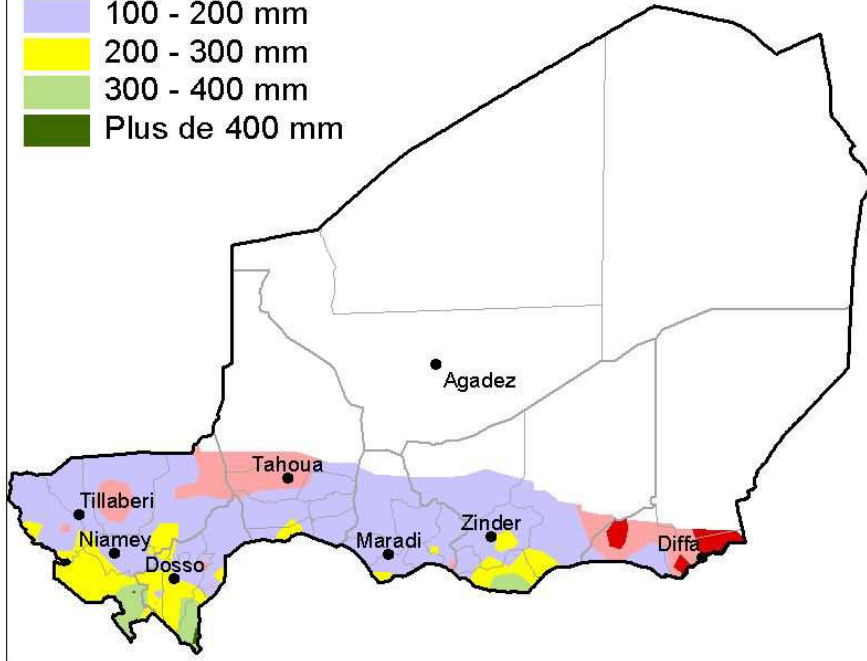 100 - 200 mm
200 - 300 mm
300 - 400 mm
Plus de 400 mm
Agadez
Tahoua
Tillaberi
Zinder
Niamey
Maradi
Diffa
Dosso